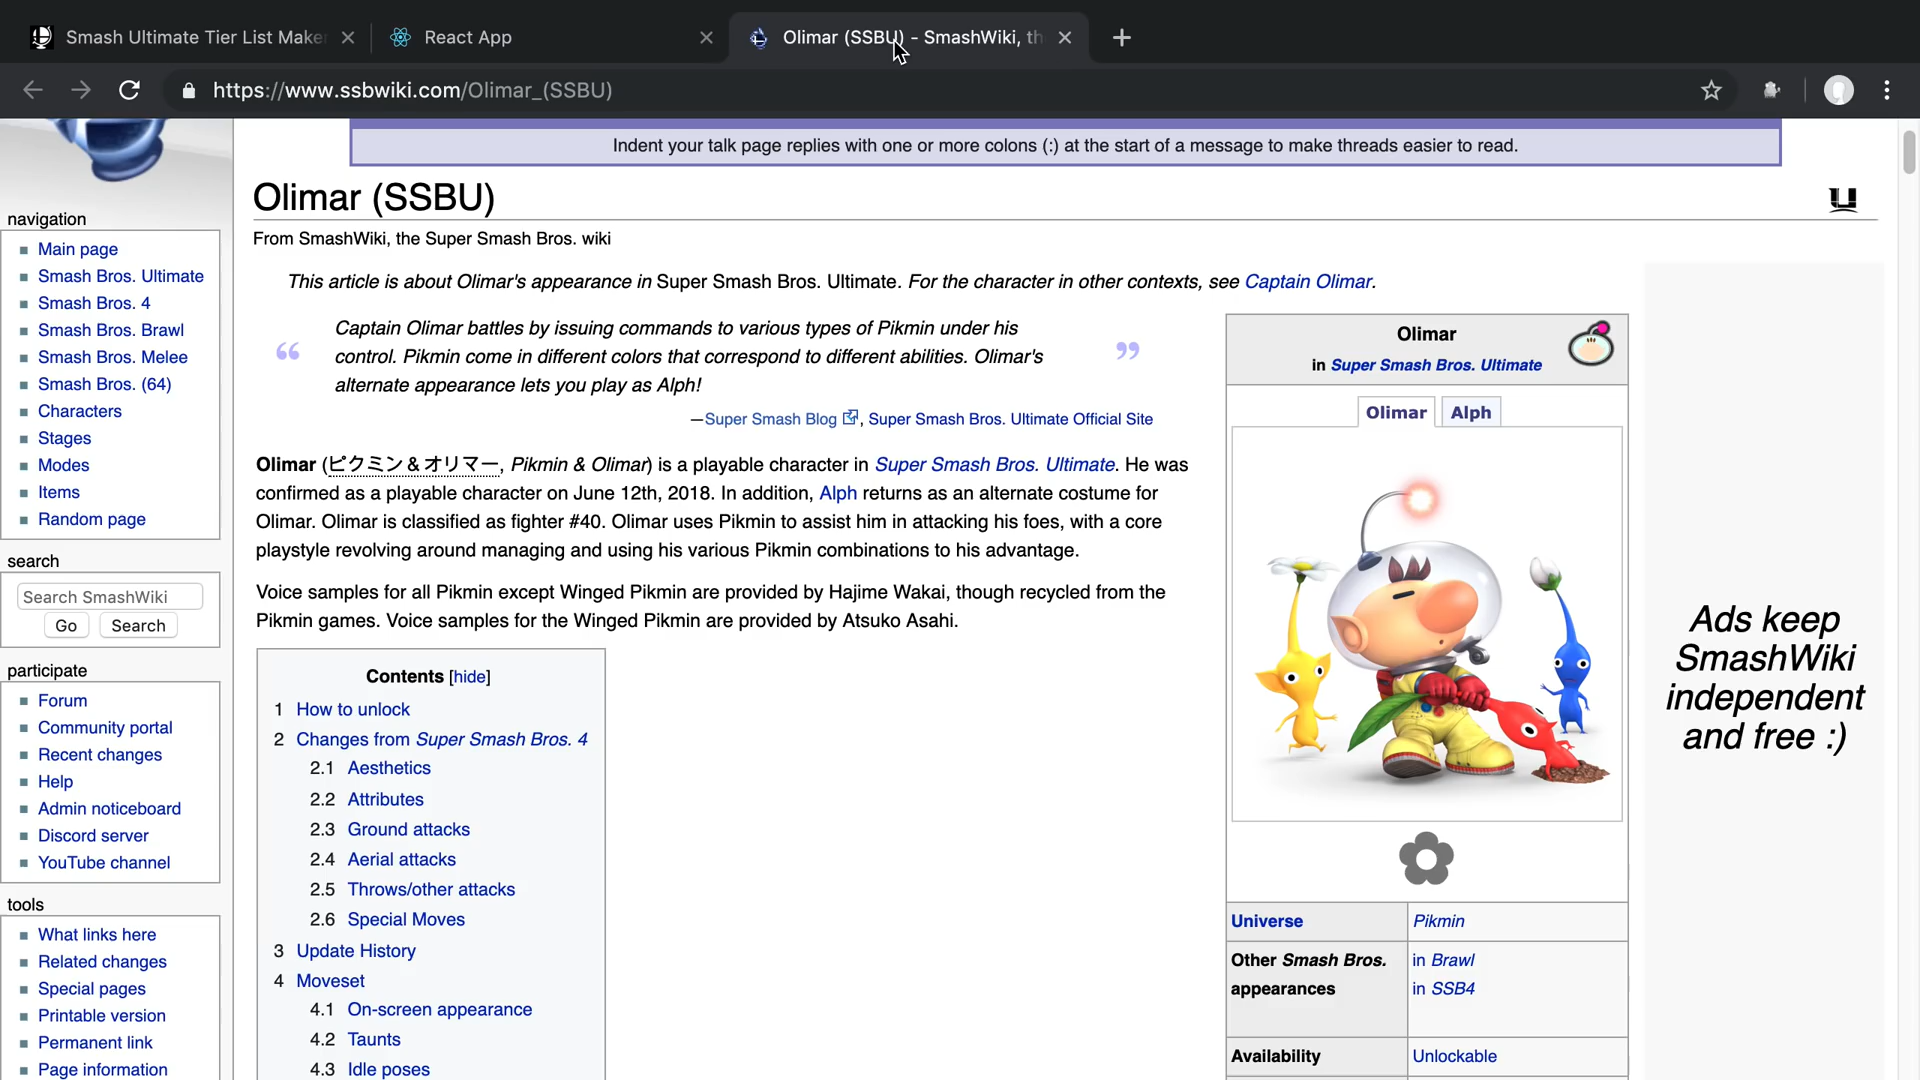 Smash Ultimate Tier List Maker
React App
Olimar (SSBU) - SmashWiki, th
https://www.ssbwiki.com/Olimar_(SSBU)
Indent your talk page replies with one or more colons (:) at the start of a message to make threads easier to read.
Olimar (SSBU)
From SmashWiki, the Super Smash Bros. wiki
This article is about Olimar's appearance in Super Smash Bros. Ultimate. For the character in other contexts, see Captain Olimar.
“ Captain Olimar battles by issuing commands to various types of Pikmin under his
control. Pikmin come in different colors that correspond to different abilities. Olimar's
alternate appearance lets you play as Alph! ”
—Super Smash Blog, Super Smash Bros. Ultimate Official Site
Olimar (ピクミン&オリマー, Pikmin & Olimar) is a playable character in Super Smash Bros. Ultimate. He was
confirmed as a playable character on June 12th, 2018. In addition, Alph returns as an alternate costume for
Olimar. Olimar is classified as fighter #40. Olimar uses Pikmin to assist him in attacking his foes, with a core
playstyle revolving around managing and using his various Pikmin combinations to his advantage.
Voice samples for all Pikmin except Winged Pikmin are provided by Hajime Wakai, though recycled from the
Pikmin games. Voice samples for the Winged Pikmin are provided by Atsuko Asahi.
Contents [hide]
1 How to unlock
2 Changes from Super Smash Bros. 4
2.1 Aesthetics
2.2 Attributes
2.3 Ground attacks
2.4 Aerial attacks
2.5 Throws/other attacks
2.6 Special Moves
3 Update History
4 Moveset
4.1 On-screen appearance
4.2 Taunts
4.3 Idle poses
Olimar
in Super Smash Bros. Ultimate
Olimar
Alph
Universe
Pikmin
Other Smash Bros.
appearances
in Brawl
in SSB4
Availability
Unlockable
Ads keep
SmashWiki
independent
and free :)
navigation
Main page
Smash Bros. Ultimate
Smash Bros. 4
Smash Bros. Brawl
Smash Bros. Melee
Smash Bros. (64)
Characters
Stages
Modes
Items
Random page
search
Search SmashWiki
Go
Search
participate
Forum
Community portal
Recent changes
Help
Admin noticeboard
Discord server
YouTube channel
tools
What links here
Related changes
Special pages
Printable version
Permanent link
Page information